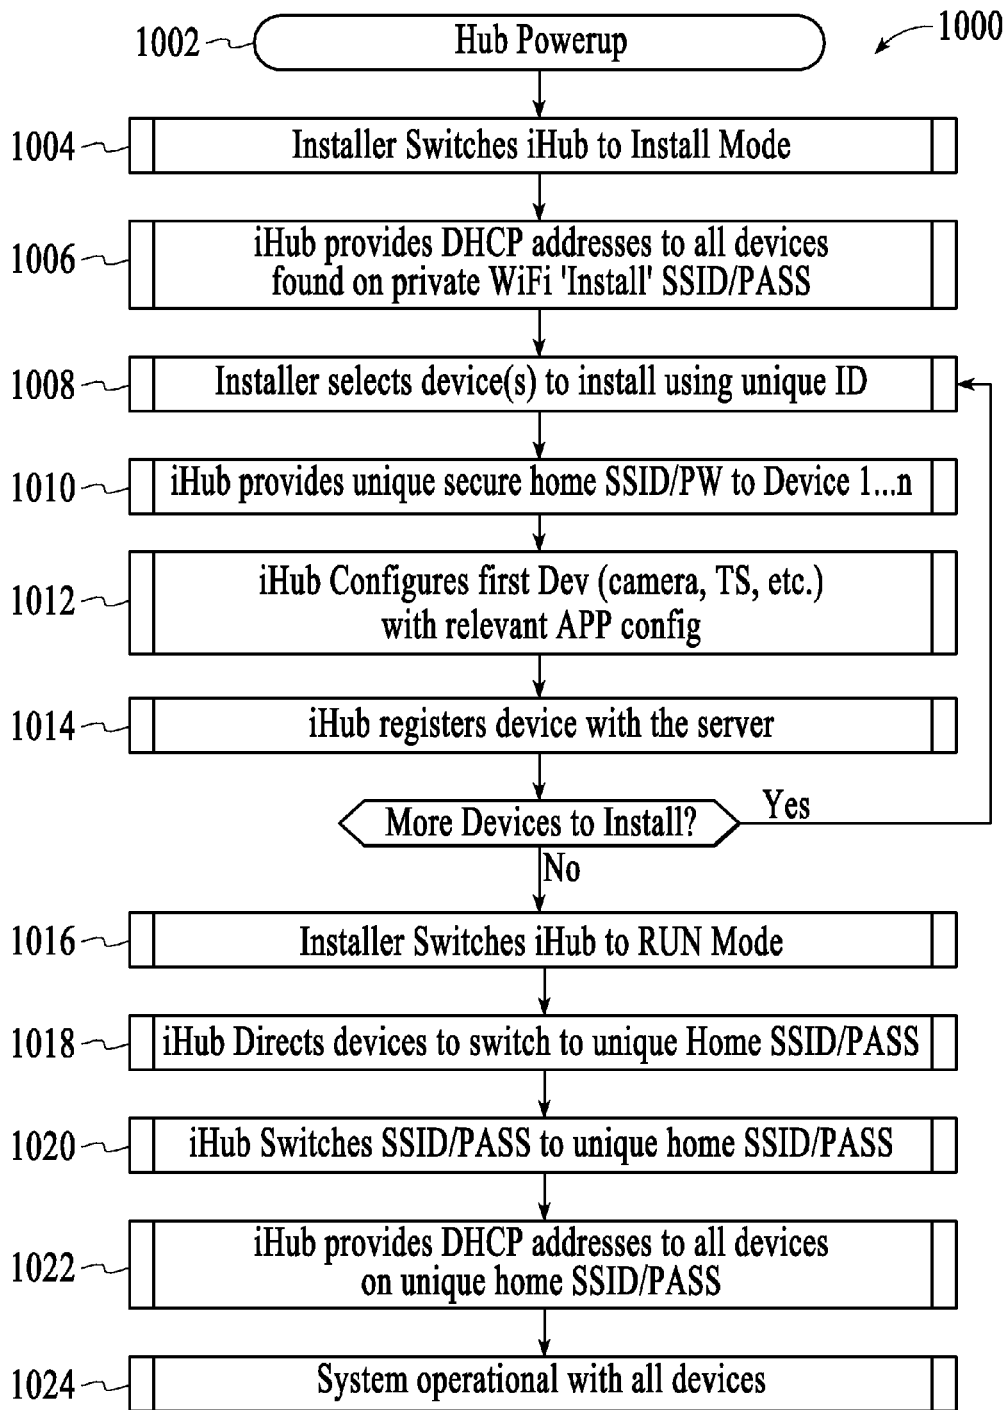 1000
1002
Hub Powerup
1004
Installer Switches iHub to Install Mode
1006
iHub provides DHCP addresses to all devices
found on private WiFi 'Install' SSID/PASS
1008
Installer selects device(s) to install using unique ID
1010
iHub provides unique secure home SSID/PW to Device 1...n
1012
iHub Configures first Dev (camera, TS, etc.)
with relevant APP config
1014
iHub registers device with the server
More Devices to Install?
Yes
No
1016
Installer Switches iHub to RUN Mode
1018
iHub Directs devices to switch to unique Home SSID/PASS
1020
iHub Switches SSID/PASS to unique home SSID/PASS
1022
iHub provides DHCP addresses to all devices
on unique home SSID/PASS
1024
System operational with all devices